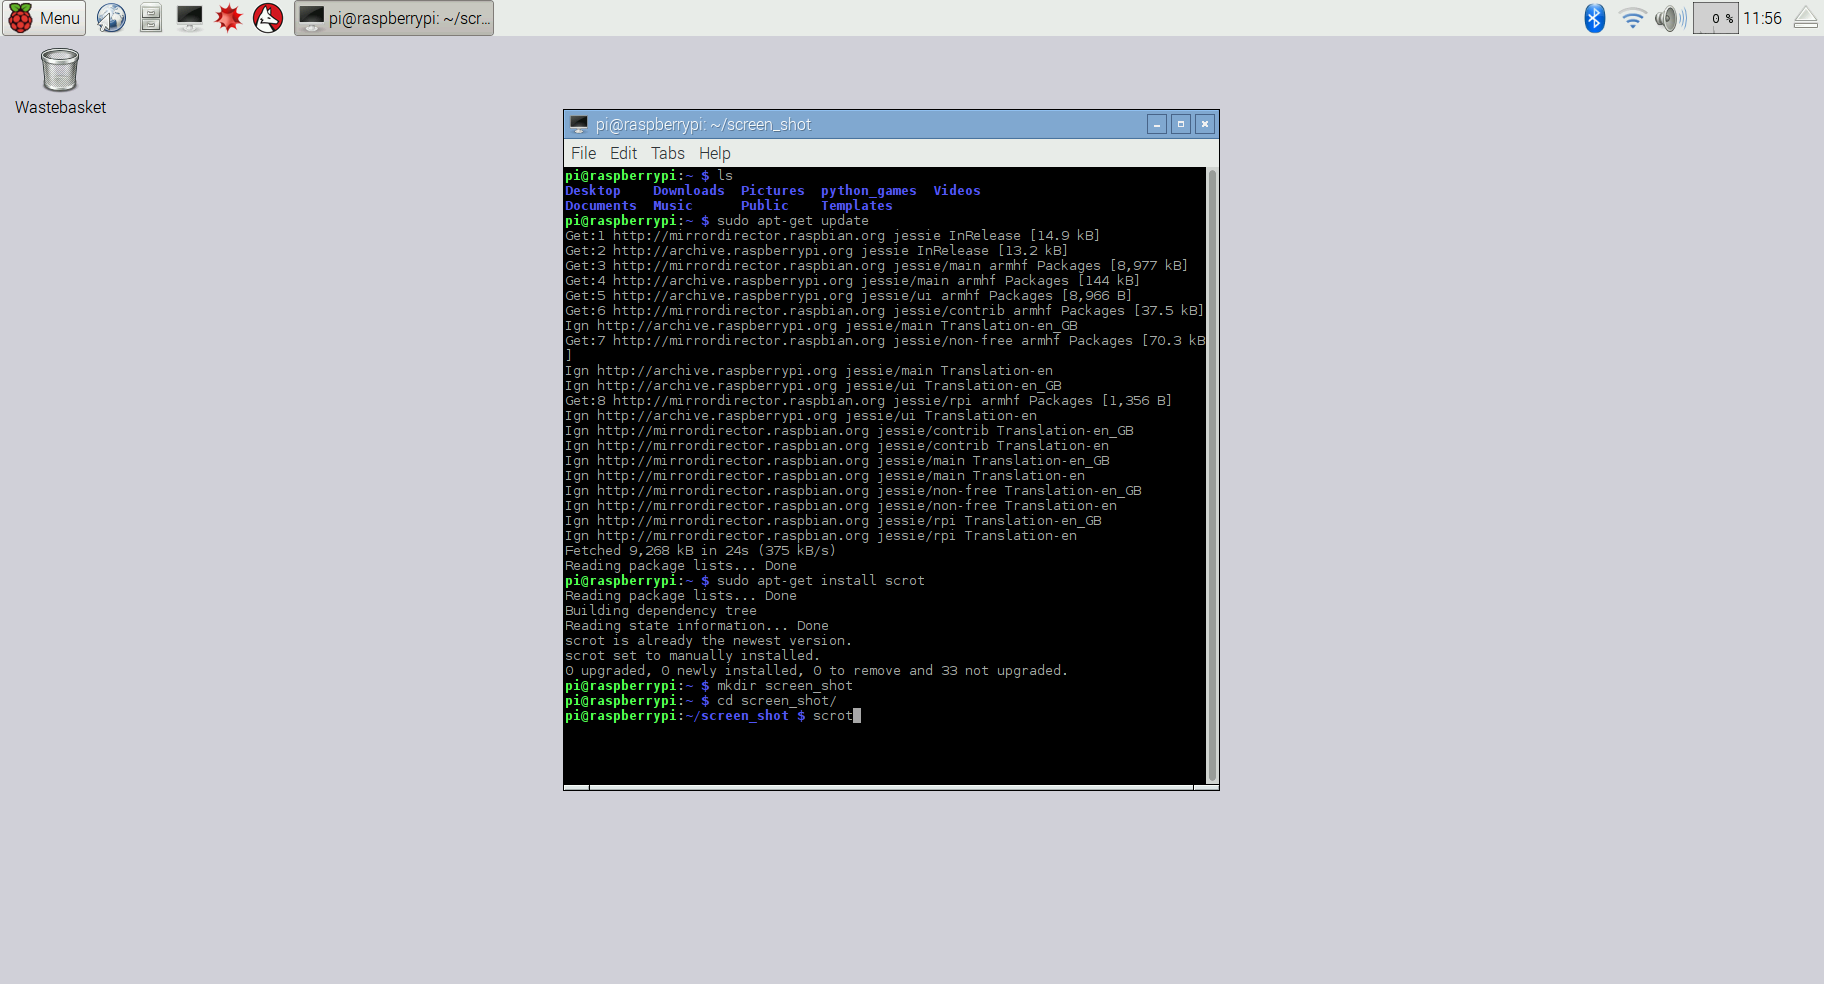 Menu
pi@raspberrypi: ~/scr...
0 %
11:56
Wastebasket
pi@raspberrypi: ~/screen_shot
File Edit Tabs Help
pi@raspberrypi:~ $ ls
Desktop    Downloads  Pictures  python_games  Videos
Documents  Music      Public    Templates
pi@raspberrypi:~ $ sudo apt-get update
Get:1 http://mirrordirector.raspbian.org jessie InRelease [14.9 kB]
Get:2 http://archive.raspberrypi.org jessie InRelease [13.2 kB]
Get:3 http://mirrordirector.raspbian.org jessie/main armhf Packages [8,977 kB]
Get:4 http://archive.raspberrypi.org jessie/main armhf Packages [144 kB]
Get:5 http://archive.raspberrypi.org jessie/ui armhf Packages [8,966 B]
Get:6 http://mirrordirector.raspbian.org jessie/contrib armhf Packages [37.5 kB]
Ign http://archive.raspberrypi.org jessie/main Translation-en_GB
Get:7 http://mirrordirector.raspbian.org jessie/non-free armhf Packages [70.3 kB
]
Ign http://archive.raspberrypi.org jessie/main Translation-en
Ign http://archive.raspberrypi.org jessie/ui Translation-en_GB
Get:8 http://mirrordirector.raspbian.org jessie/rpi armhf Packages [1,356 B]
Ign http://archive.raspberrypi.org jessie/ui Translation-en
Ign http://mirrordirector.raspbian.org jessie/contrib Translation-en_GB
Ign http://mirrordirector.raspbian.org jessie/contrib Translation-en
Ign http://mirrordirector.raspbian.org jessie/main Translation-en_GB
Ign http://mirrordirector.raspbian.org jessie/main Translation-en
Ign http://mirrordirector.raspbian.org jessie/non-free Translation-en_GB
Ign http://mirrordirector.raspbian.org jessie/non-free Translation-en
Ign http://mirrordirector.raspbian.org jessie/rpi Translation-en_GB
Ign http://mirrordirector.raspbian.org jessie/rpi Translation-en
Fetched 9,268 kB in 24s (375 kB/s)
Reading package lists... Done
pi@raspberrypi:~ $ sudo apt-get install scrot
Reading package lists... Done
Building dependency tree
Reading state information... Done
scrot is already the newest version.
scrot set to manually installed.
0 upgraded, 0 newly installed, 0 to remove and 33 not upgraded.
pi@raspberrypi:~ $ mkdir screen_shot
pi@raspberrypi:~ $ cd screen_shot/
pi@raspberrypi:~/screen_shot $ scrot